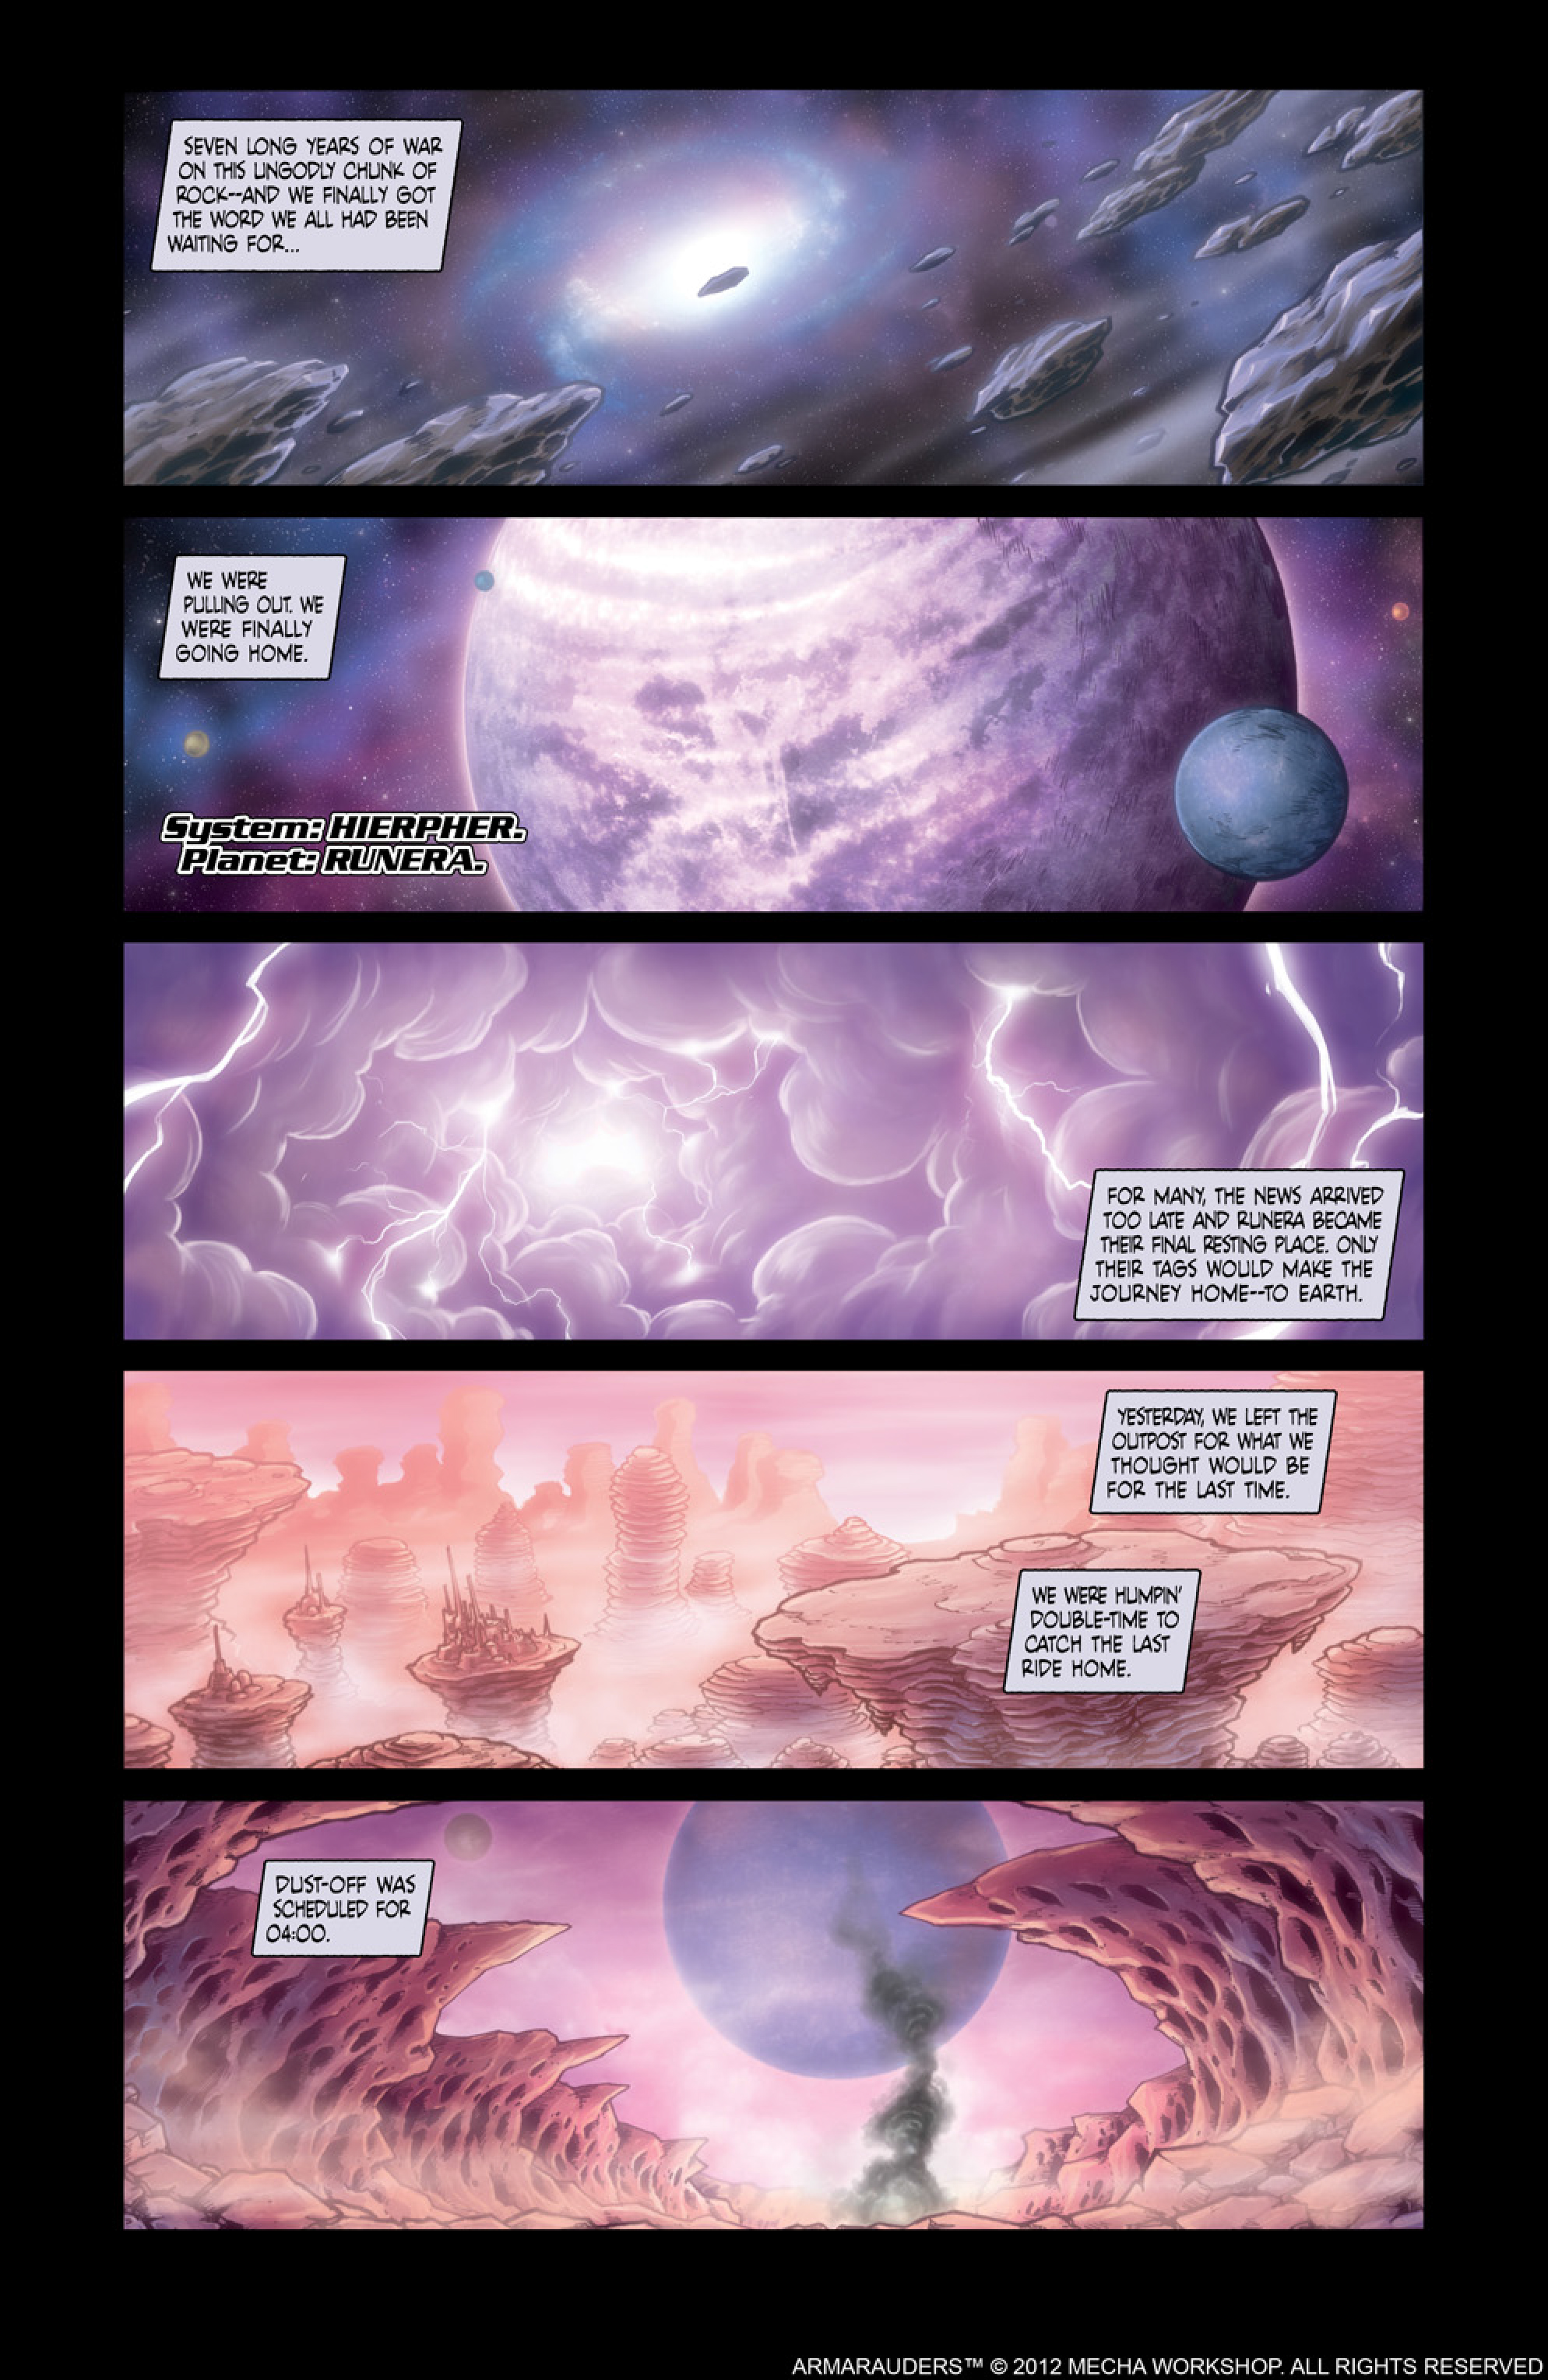 SEVEN LONG YEARS OF WAR
ON THIS UNGODLY CHUNK OF
ROCK--AND WE FINALLY GOT
THE WORD WE ALL HAD BEEN
WAITING FOR...
WE WERE
PULLING OUT. WE
WERE FINALLY
GOING HOME.
System: HIERPHER.
Planet: RUNERA.
FOR MANY, THE NEWS ARRIVED
TOO LATE AND RUNERA BECAME
THEIR FINAL RESTING PLACE. ONLY
THEIR TAGS WOULD MAKE THE
JOURNEY HOME--TO EARTH.
YESTERDAY, WE LEFT THE
OUTPOST FOR WHAT WE
THOUGHT WOULD BE
FOR THE LAST TIME.
WE WERE HUMPIN'
DOUBLE-TIME TO
CATCH THE LAST
RIDE HOME.
DUST-OFF WAS
SCHEDULED FOR
04:00.
ARMARAUDERS™ © 2012 MECHA WORKSHOP. ALL RIGHTS RESERVED